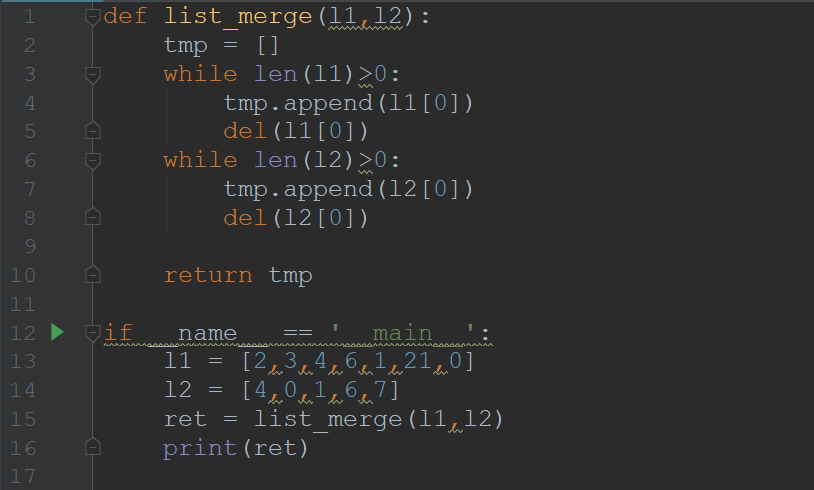 1 def list_merge(l1,l2):
2     tmp = []
3     while len(l1)>0:
4         tmp.append(l1[0])
5         del(l1[0])
6     while len(l2)>0:
7         tmp.append(l2[0])
8         del(l2[0])
9
10     return tmp
11
12 if __name__ == '__main__':
13     l1 = [2,3,4,6,1,21,0]
14     l2 = [4,0,1,6,7]
15     ret = list_merge(l1,l2)
16     print(ret)
17